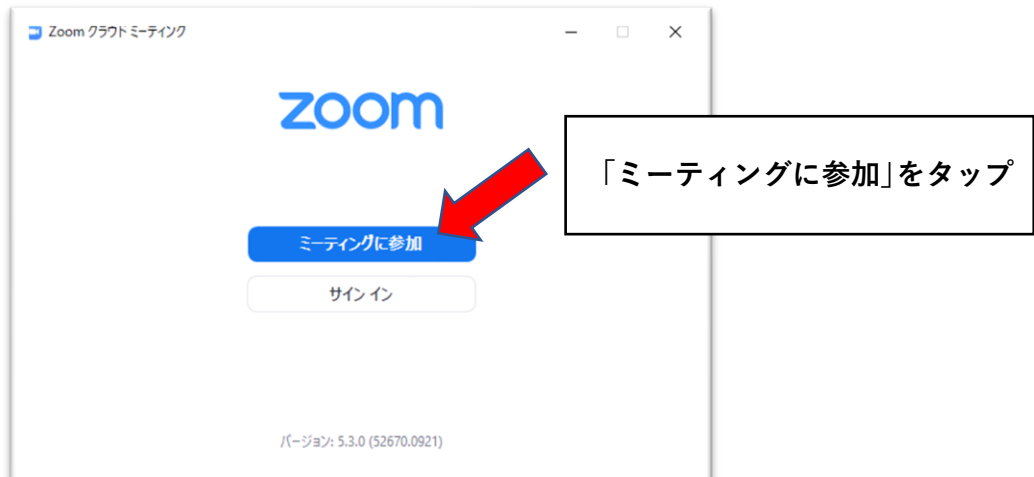 Zoom クラウド ミーティング
zoom
「ミーティングに参加」をタップ
ミーティングに参加
サイン イン
バージョン: 5.3.0 (52670.0921)